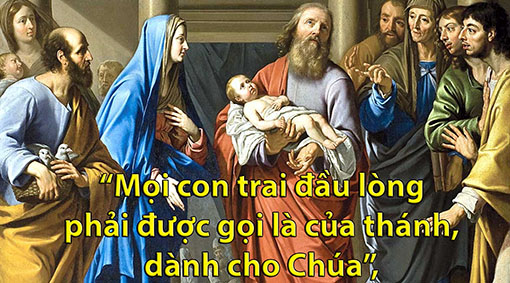 “Mọi con trai đầu lòng
phải được gọi là của thánh,
dành cho Chúa”,